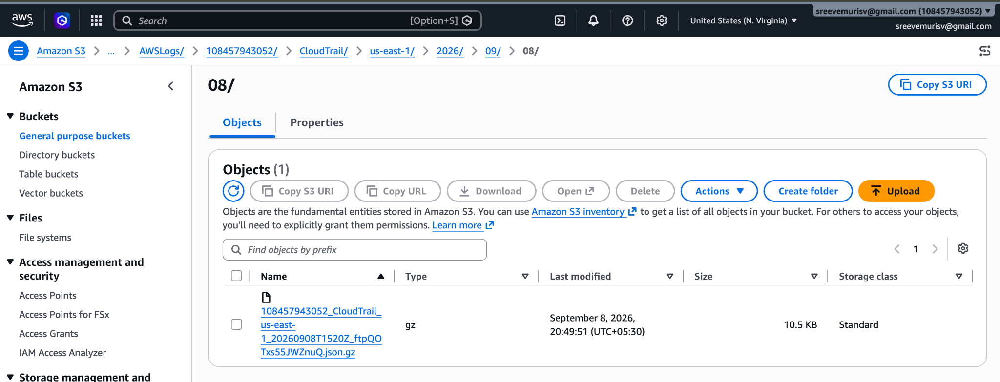 aws
Search
[Option+S]
United States (N. Virginia)
sreevemurisv@gmail.com (108457943052)
sreevemurisv@gmail.com
Amazon S3
...
AWSLogs/
108457943052/
CloudTrail/
us-east-1/
2026/
09/
08/
Amazon S3
Buckets
General purpose buckets
Directory buckets
Table buckets
Vector buckets
Files
File systems
Access management and
security
Access Points
Access Points for FSx
Access Grants
IAM Access Analyzer
Storage management and
08/
Copy S3 URI
Objects
Properties
Objects (1)
Copy S3 URI
Copy URL
Download
Open
Delete
Actions
Create folder
Upload
Objects are the fundamental entities stored in Amazon S3. You can use Amazon S3 inventory to get a list of all objects in your bucket. For others to access your objects,
you'll need to explicitly grant them permissions. Learn more
Find objects by prefix
1
Name
Type
Last modified
Size
Storage class
108457943052_CloudTrail_
us-east-
1_20260908T1520Z_ftpQO
Txs55JWZnuQ.json.gz
gz
September 8, 2026,
20:49:51 (UTC+05:30)
10.5 KB
Standard